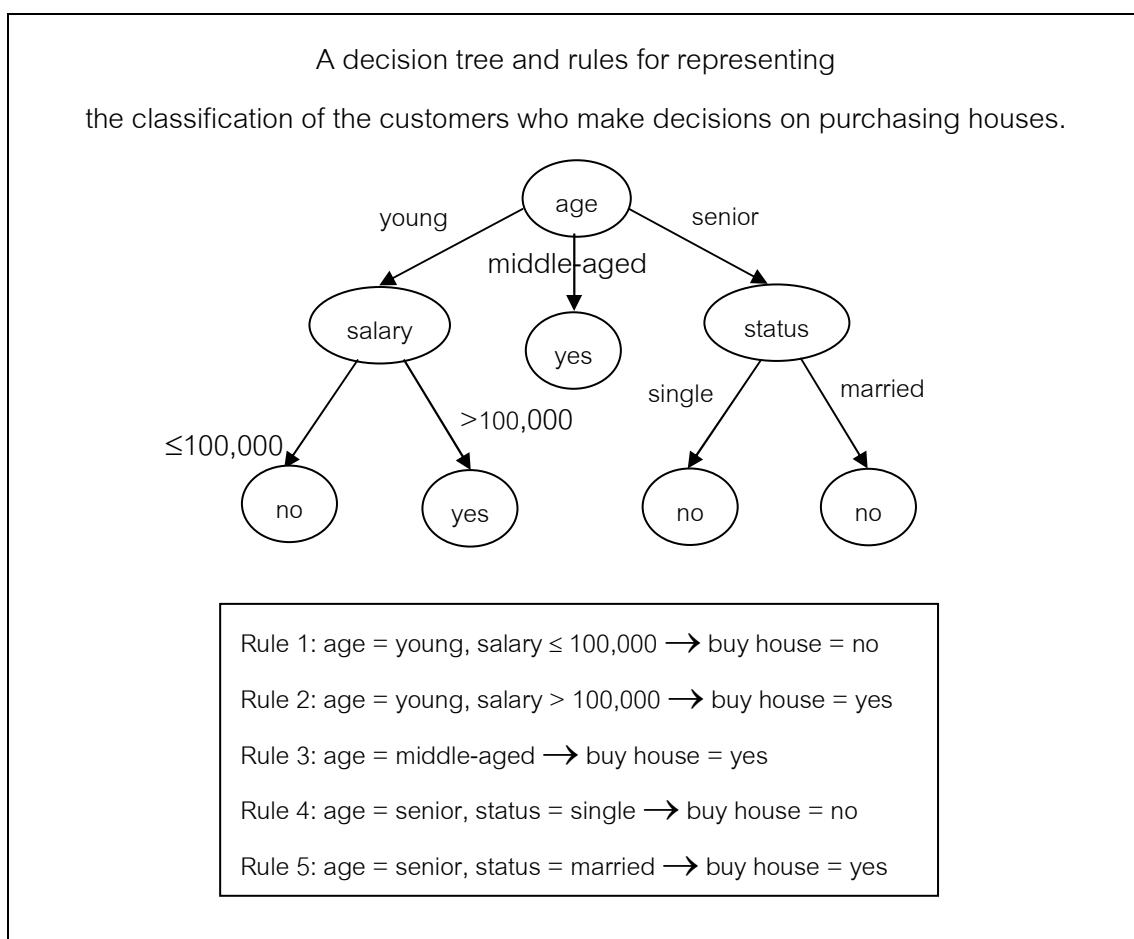 A decision tree and rules for representing
the classification of the customers who make decisions on purchasing houses.
age
young
senior
middle-aged
salary
yes
status
single
married
>100,000
≤100,000
no
yes
no
no
Rule 1: age = young, salary ≤ 100,000 → buy house = no
Rule 2: age = young, salary > 100,000 → buy house = yes
Rule 3: age = middle-aged → buy house = yes
Rule 4: age = senior, status = single → buy house = no
Rule 5: age = senior, status = married → buy house = yes